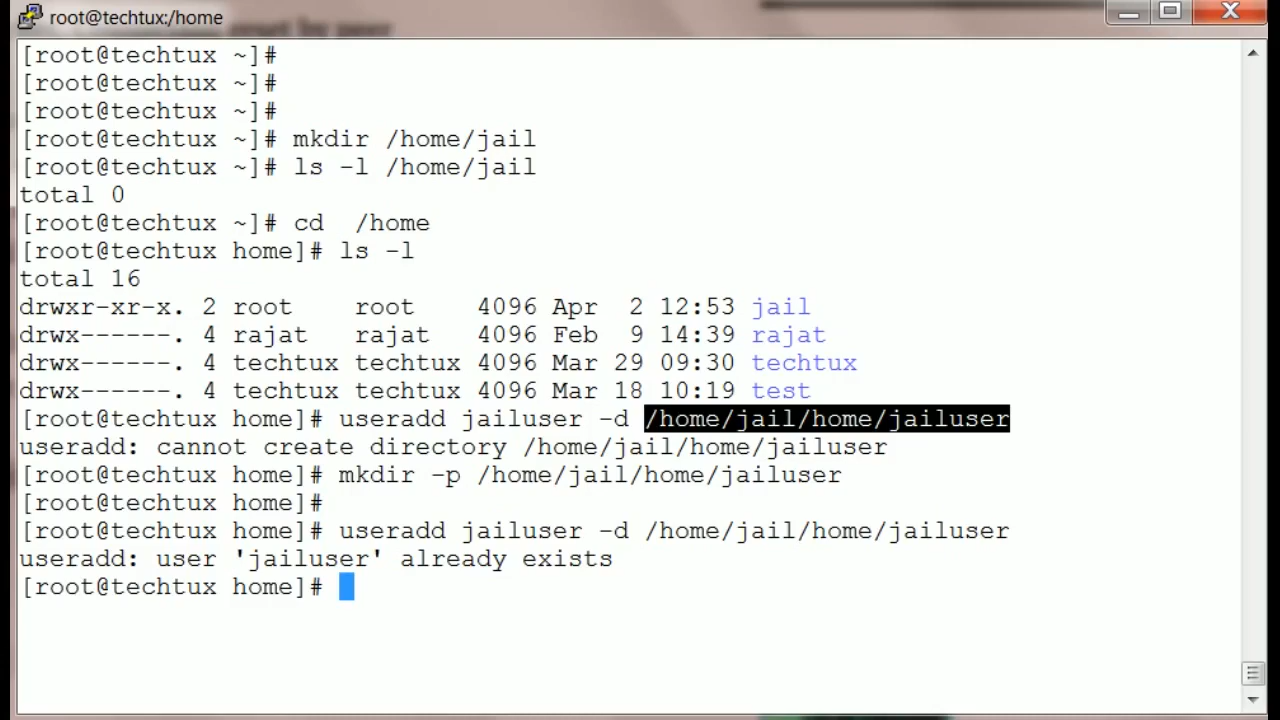 root@techtux:/home
reset by peer
[root@techtux ~]#
[root@techtux ~]#
[root@techtux ~]#
[root@techtux ~]# mkdir /home/jail
[root@techtux ~]# ls -l /home/jail
total 0
[root@techtux ~]# cd  /home
[root@techtux home]# ls -l
total 16
drwxr-xr-x. 2 root    root    4096 Apr  2 12:53 jail
drwx------. 4 rajat   rajat   4096 Feb  9 14:39 rajat
drwx------. 4 techtux techtux 4096 Mar 29 09:30 techtux
drwx------. 4 techtux techtux 4096 Mar 18 10:19 test
[root@techtux home]# useradd jailuser -d /home/jail/home/jailuser
useradd: cannot create directory /home/jail/home/jailuser
[root@techtux home]# mkdir -p /home/jail/home/jailuser
[root@techtux home]#
[root@techtux home]# useradd jailuser -d /home/jail/home/jailuser
useradd: user 'jailuser' already exists
[root@techtux home]#